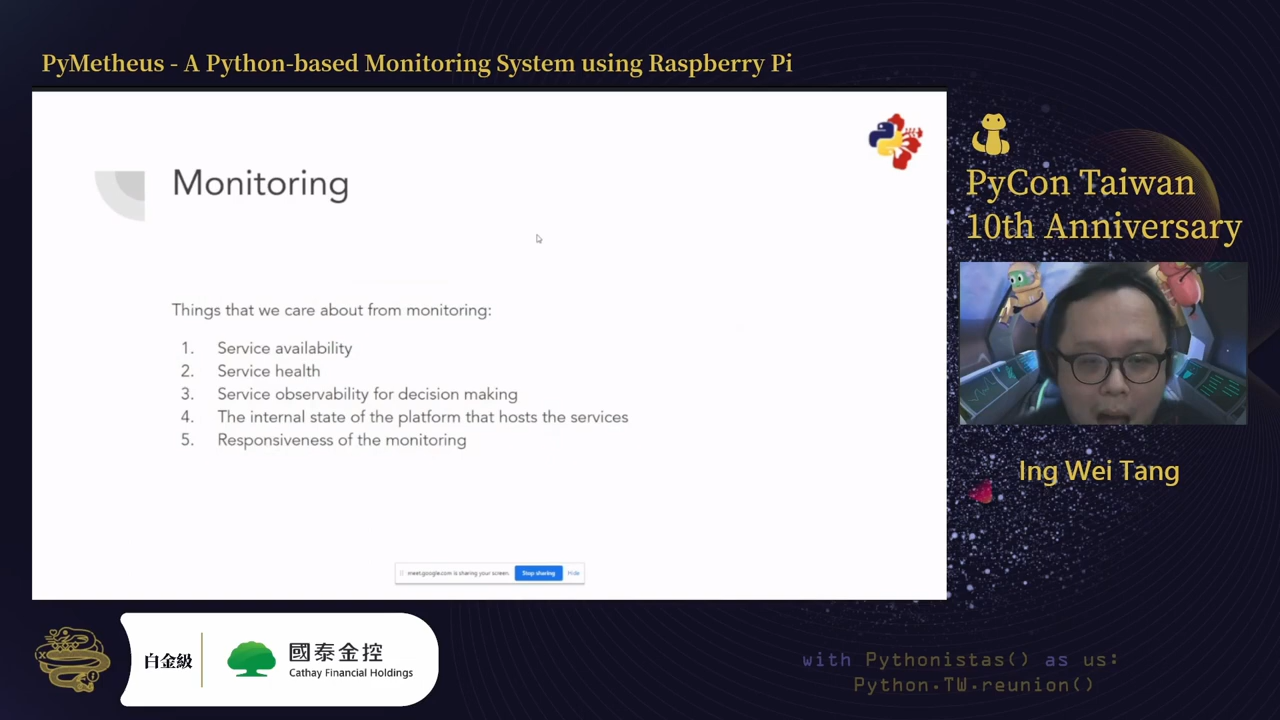 PyMetheus - A Python-based Monitoring System using Raspberry Pi
Monitoring
Things that we care about from monitoring:
1. Service availability
2. Service health
3. Service observability for decision making
4. The internal state of the platform that hosts the services
5. Responsiveness of the monitoring
meet.google.com is sharing your screen.
Stop sharing
Hide
PyCon Taiwan
10th Anniversary
Ing Wei Tang
白金級
國泰金控
Cathay Financial Holdings
with Pythonistas() as us:
Python.TW.reunion()